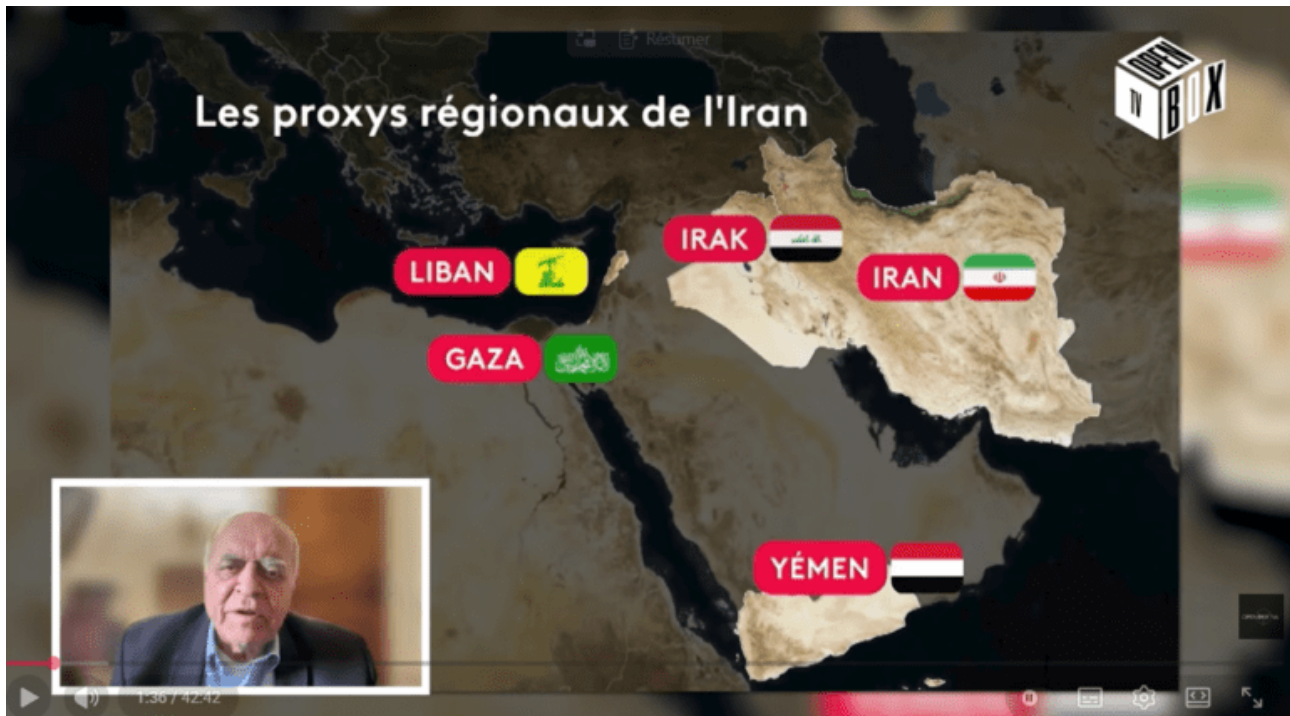 Résumer
OPEN
TV
BOX
Les proxys régionaux de l'Iran
IRAK
LIBAN
IRAN
GAZA
YÉMEN
1:36 / 42:42